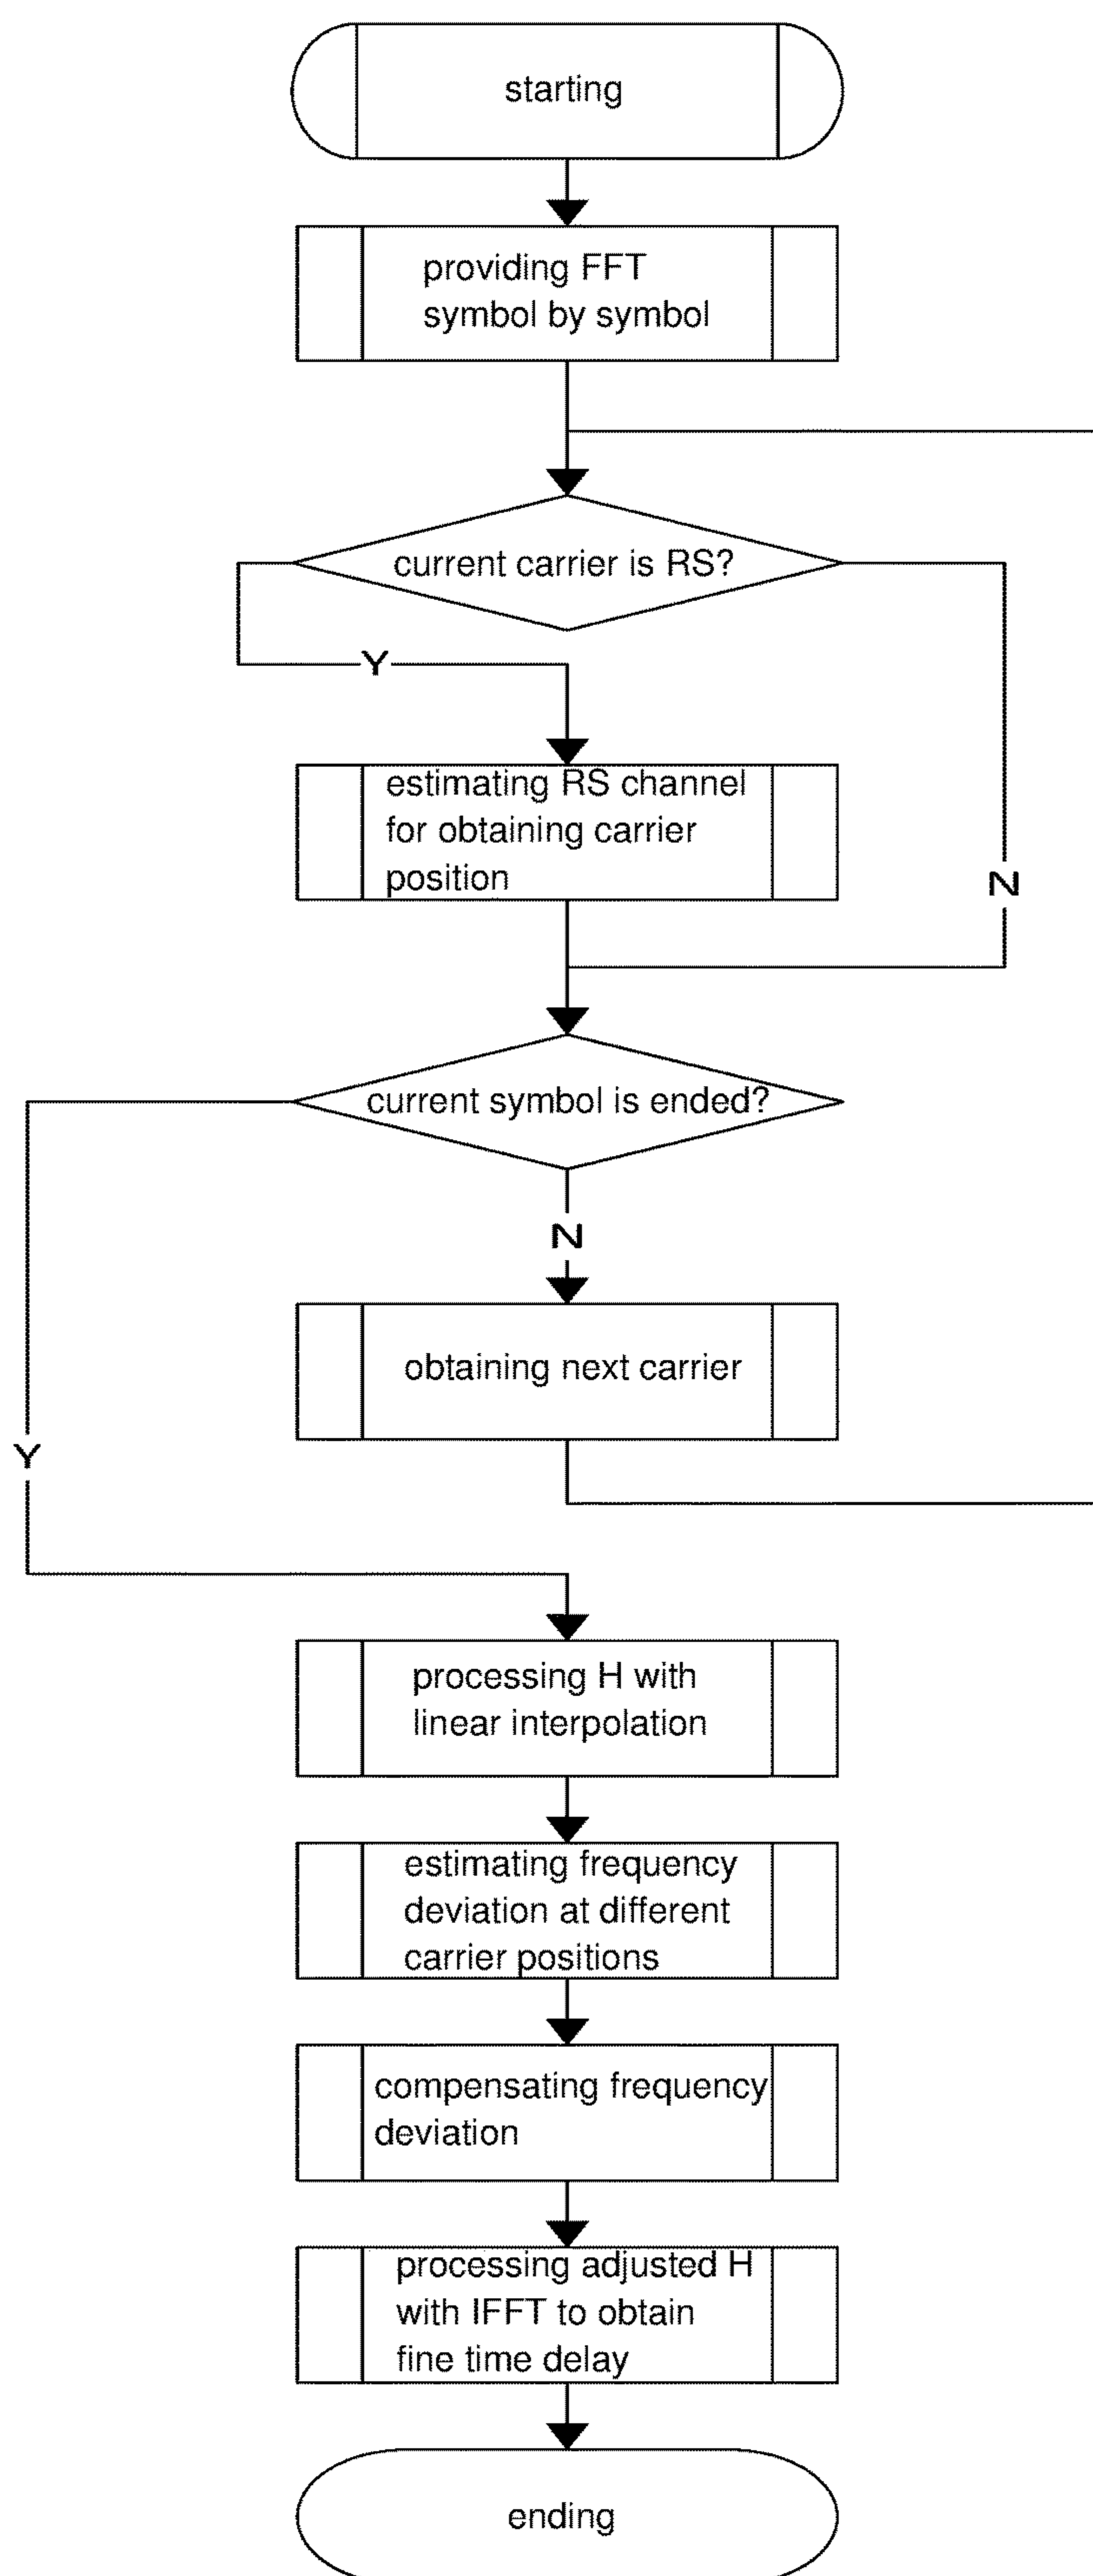 starting
providing FFT
symbol by symbol
current carrier is RS?
Y
estimating RS channel
for obtaining carrier
position
N
current symbol is ended?
N
obtaining next carrier
Y
processing H with
linear interpolation
estimating frequency
deviation at different
carrier positions
compensating frequency
deviation
processing adjusted H
with IFFT to obtain
fine time delay
ending